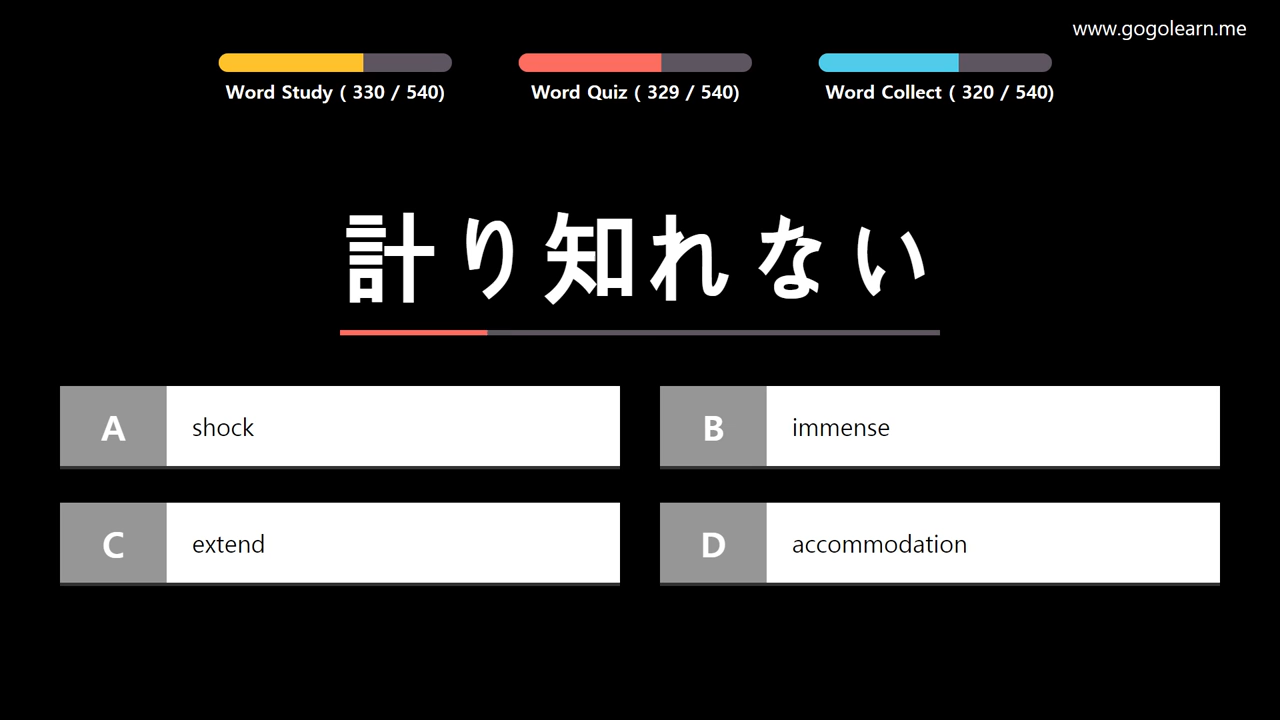 www.gogolearn.me
Word Study ( 330 / 540)
Word Quiz ( 329 / 540)
Word Collect ( 320 / 540)
計り知れない
A
shock
B
immense
C
extend
D
accommodation